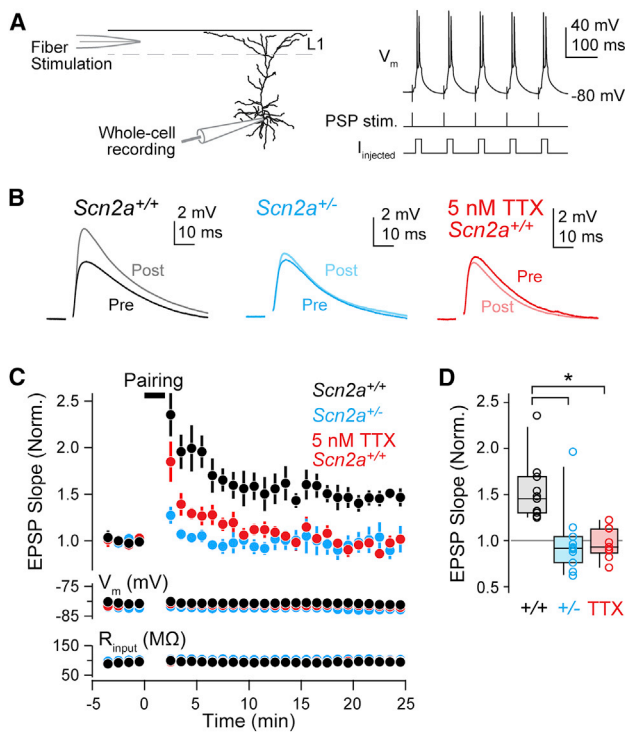 A
Fiber
Stimulation
L1
Whole-cell
recording
Vm
40 mV
100 ms
-80 mV
PSP stim.
Iinjected
B
Scn2a+/+
2 mV
10 ms
Post
Pre
Scn2a+/-
2 mV
10 ms
Post
Pre
5 nM TTX
Scn2a+/+
2 mV
10 ms
Pre
Post
C
Pairing
Scn2a+/+
Scn2a+/-
5 nM TTX
Scn2a+/+
EPSP Slope (Norm.)
2.5
2.0
1.5
1.0
Vm (mV)
-75
-85
Rinput (MΩ)
150
50
-5 0 5 10 15 20 25
Time (min)
D
*
EPSP Slope (Norm.)
2.5
2.0
1.5
1.0
0.5
+/+ +/- TTX